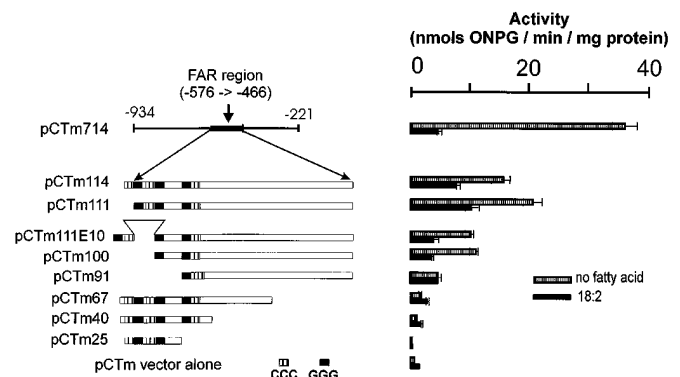 Activity
(nmols ONPG / min / mg protein)
0 20 40
FAR region
(-576 -> -466)
-934 -221
pCTm714
pCTm114
pCTm111
pCTm111E10
pCTm100
pCTm91
no fatty acid
18:2
pCTm67
pCTm40
pCTm25
pCTm vector alone
CCC GGG